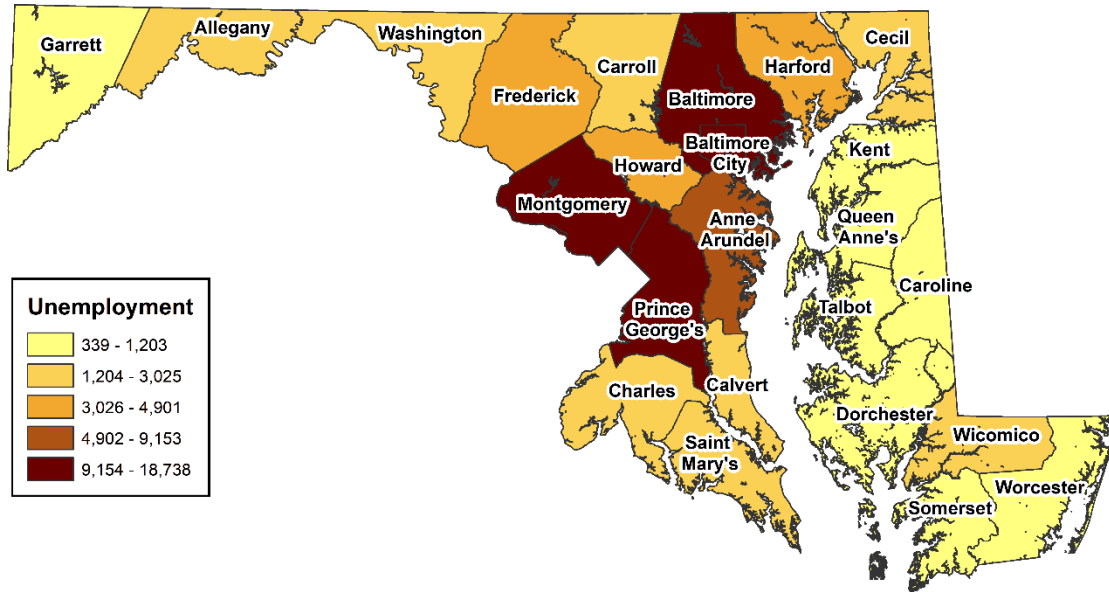 Garrett
Allegany
Washington
Frederick
Carroll
Baltimore
Harford
Cecil
Baltimore
City
Howard
Montgomery
Anne
Arundel
Kent
Queen
Anne's
Caroline
Talbot
Prince
George's
Charles
Calvert
Saint
Mary's
Dorchester
Wicomico
Worcester
Somerset
Unemployment
339 - 1,203
1,204 - 3,025
3,026 - 4,901
4,902 - 9,153
9,154 - 18,738